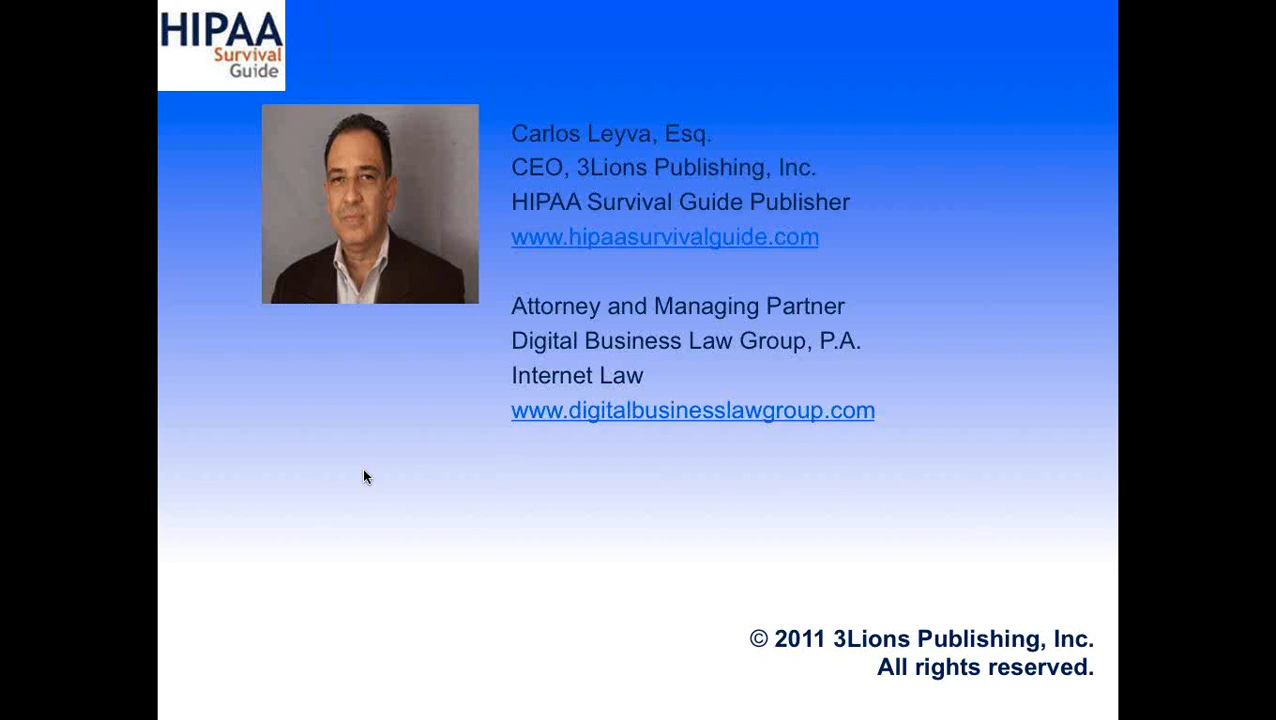 HIPAA
Survival
Guide
Carlos Leyva, Esq.
CEO, 3Lions Publishing, Inc.
HIPAA Survival Guide Publisher
www.hipaasurvivalguide.com
Attorney and Managing Partner
Digital Business Law Group, P.A.
Internet Law
www.digitalbusinesslawgroup.com
© 2011 3Lions Publishing, Inc.
All rights reserved.